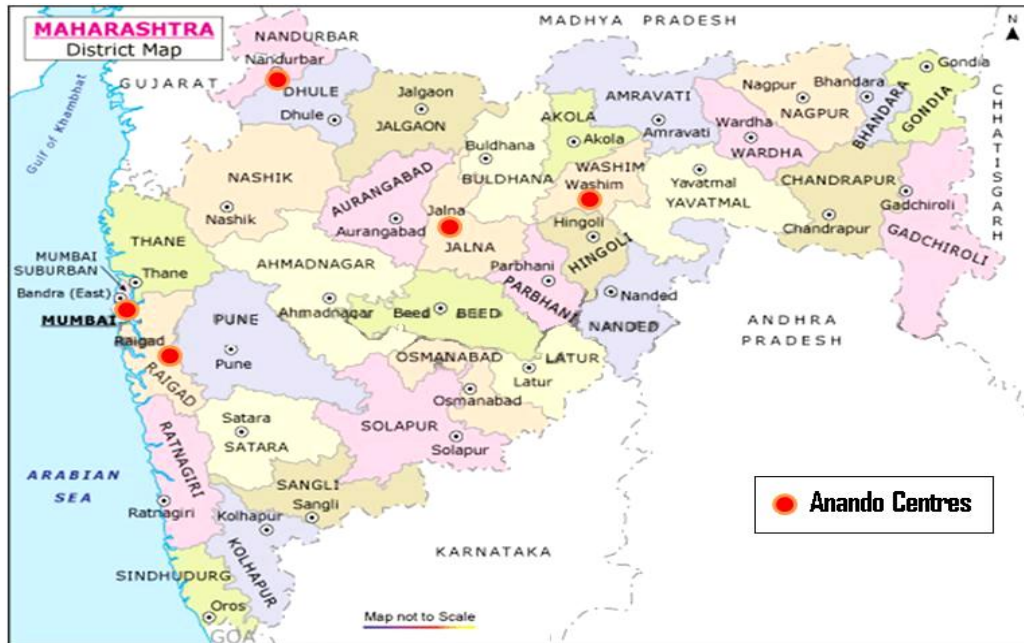 MAHARASHTRA
District Map
MADHYA PRADESH
N
GUJARAT
Gulf of Khambhat
NANDURBAR
Nandurbar
DHULE
Dhule
Jalgaon
JALGAON
NASHIK
Nashik
AURANGABAD
Aurangabad
Buldhana
BULDHANA
AKOLA
Akola
AMRAVATI
Amravati
WASHIM
Washim
Jalna
JALNA
Hingoli
HINGOLI
Yavatmal
YAVATMAL
Wardha
WARDHA
Nagpur
NAGPUR
Bhandara
BHANDARA
Gondia
GONDIA
CHHATISGARH
CHANDRAPUR
Chandrapur
Gadchiroli
GADCHIROLI
THANE
Thane
MUMBAI
SUBURBAN
Bandra (East)
MUMBAI
Raigad
RAIGAD
AHMADNAGAR
Ahmadnagar
PUNE
Pune
Beed
BEED
Parbhani
PARBHANI
Nanded
NANDED
ANDHRA
PRADESH
OSMANABAD
Osmanabad
LATUR
Latur
Satara
SATARA
SOLAPUR
Solapur
RATNAGIRI
Ratnagiri
SANGLI
Sangli
Kolhapur
KOLHAPUR
SINDHUDURG
Oros
GOA
ARABIAN
SEA
KARNATAKA
Map not to Scale
Anando Centres